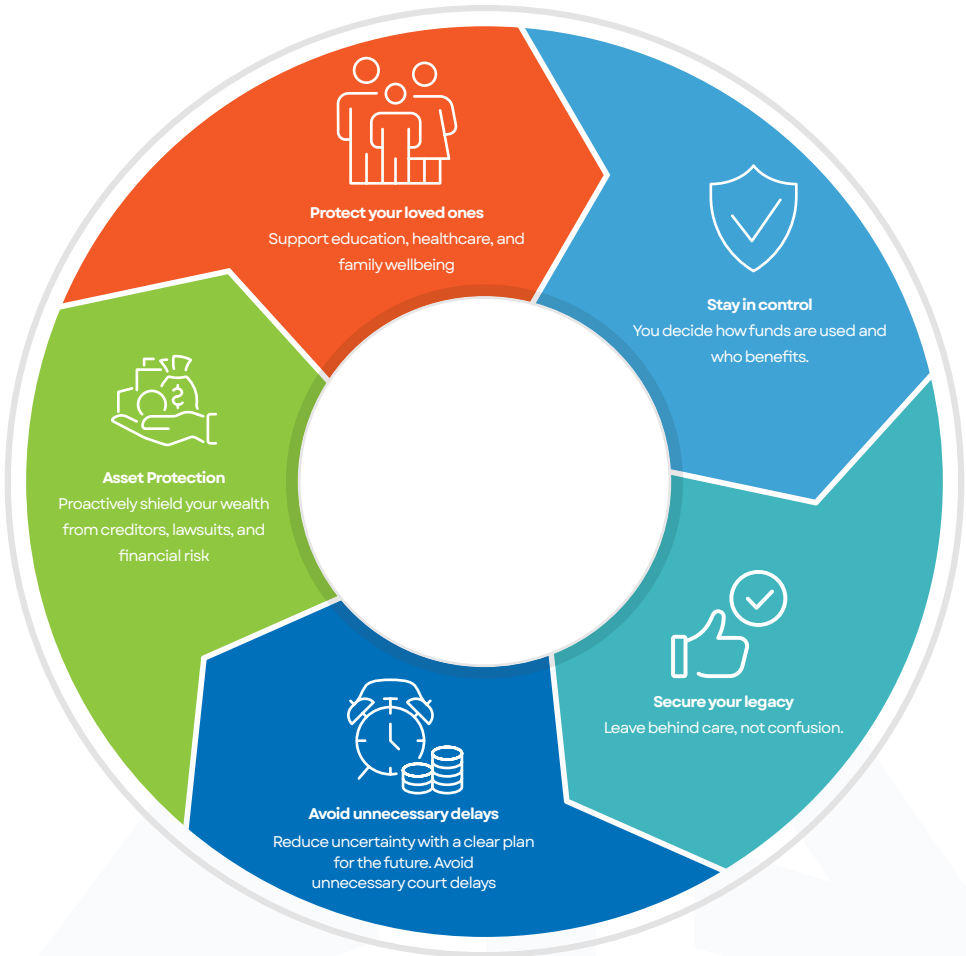 Protect your loved ones
Support education, healthcare, and
family wellbeing
Stay in control
You decide how funds are used and
who benefits.
Secure your legacy
Leave behind care, not confusion.
Avoid unnecessary delays
Reduce uncertainty with a clear plan
for the future. Avoid
unnecessary court delays
Asset Protection
Proactively shield your wealth
from creditors, lawsuits, and
financial risk
$